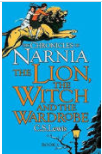 THE CHRONICLES OF
NARNIA
THE LION,
THE WITCH
AND THE
WARDROBE
C.S. Lewis